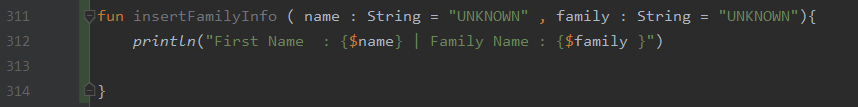 311 fun insertFamilyInfo ( name : String = "UNKNOWN" , family : String = "UNKNOWN"){
312 println("First Name  : {$name} | Family Name : {$family }")
313
314 }